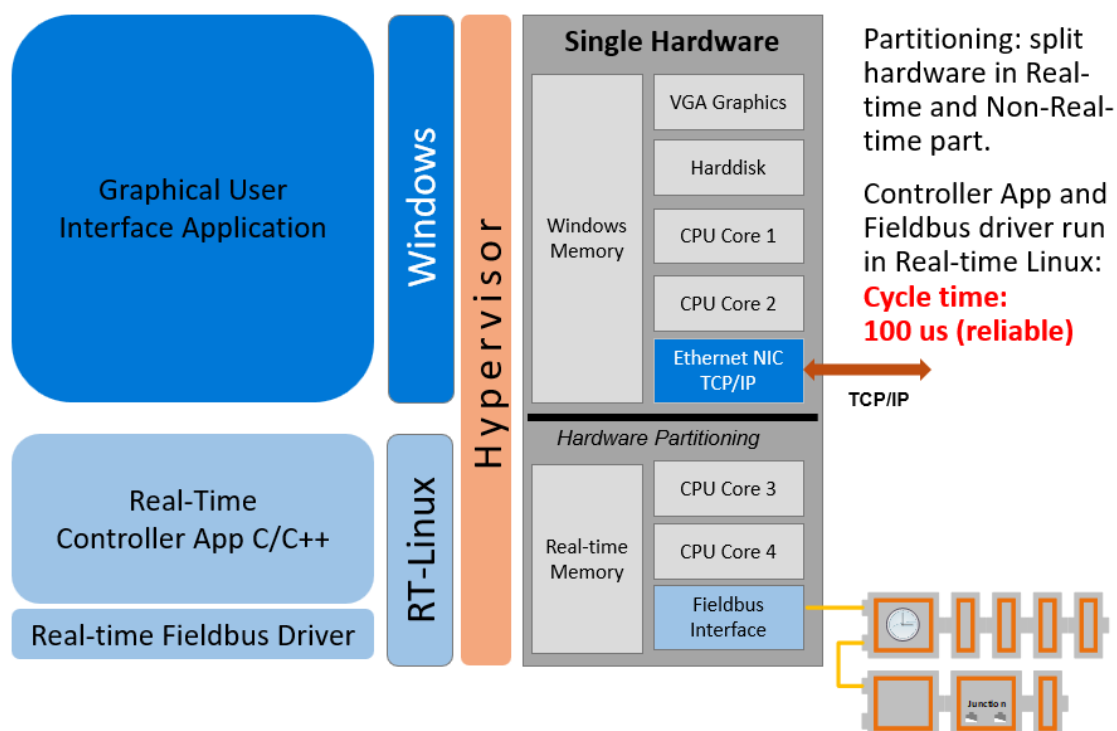 Graphical User
Interface Application
Windows
Hypervisor
Single Hardware
Windows
Memory
VGA Graphics
Harddisk
CPU Core 1
CPU Core 2
Ethernet NIC
TCP/IP
TCP/IP
Partitioning: split
hardware in Real-
time and Non-Real-
time part.
Controller App and
Fieldbus driver run
in Real-time Linux:
Cycle time:
100 us (reliable)
Real-Time
Controller App C/C++
Real-time Fieldbus Driver
RT-Linux
Hardware Partitioning
Real-time
Memory
CPU Core 3
CPU Core 4
Fieldbus
Interface
Junction